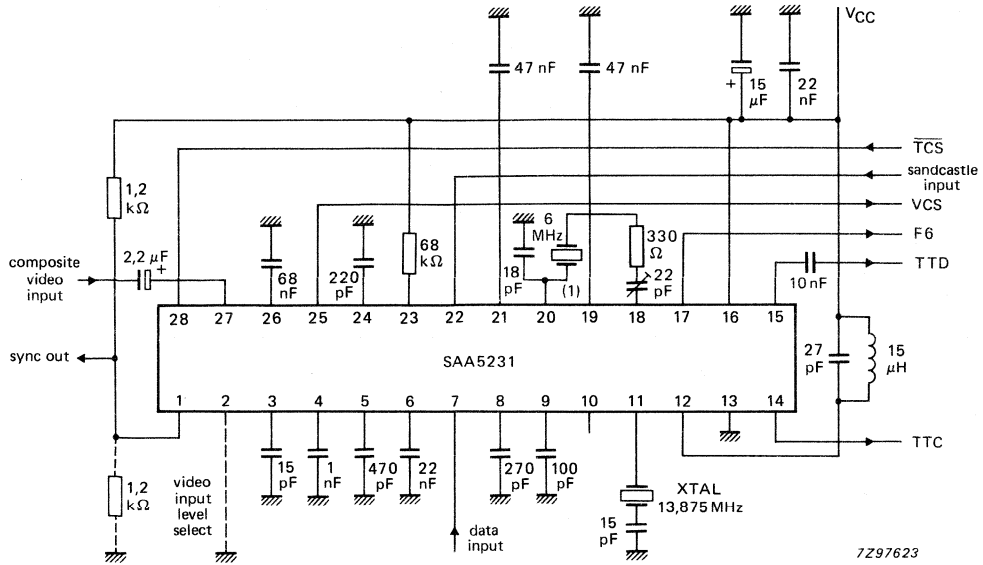 VCC
47 nF
47 nF
+
15
μF
22
nF
TCS
sandcastle
input
VCS
F6
TTD
10 nF
1,2
kΩ
composite
video
input
2,2 μF
+
68
nF
220
pF
68
kΩ
18
pF
6
MHz
(1)
330
Ω
22
pF
28 27 26 25 24 23 22 21 20 19 18 17 16 15
sync out
SAA5231
27
pF
15
μH
1 2 3 4 5 6 7 8 9 10 11 12 13 14
TTC
1,2
kΩ
video
input
level
select
15
pF
1
nF
470
pF
22
nF
data
input
270
pF
100
pF
XTAL
13,875 MHz
15
pF
7Z97623